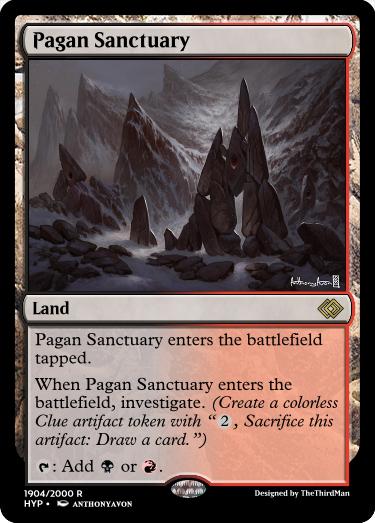 Pagan Sanctuary
AnthonyAvon
Land
Pagan Sanctuary enters the battlefield
tapped.
When Pagan Sanctuary enters the
battlefield, investigate. (Create a colorless
Clue artifact token with “ 2 , Sacrifice this
artifact: Draw a card.”)
: Add or .
1904/2000 R
HYP • ANTHONYAVON
Designed by TheThirdMan